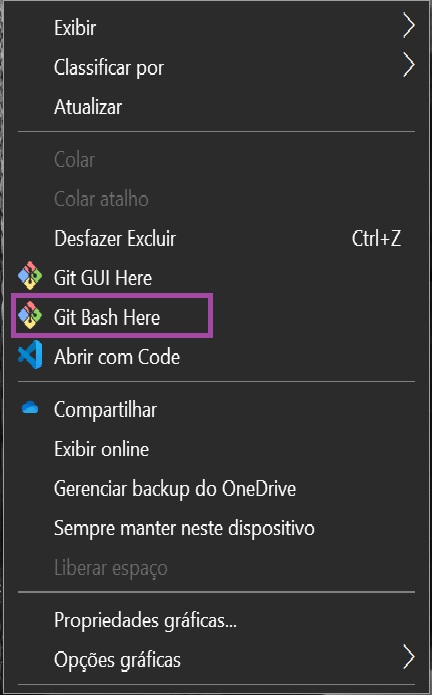 Exibir
Classificar por
Atualizar
Colar
Colar atalho
Desfazer Excluir Ctrl+Z
Git GUI Here
Git Bash Here
Abrir com Code
Compartilhar
Exibir online
Gerenciar backup do OneDrive
Sempre manter neste dispositivo
Liberar espaço
Propriedades gráficas...
Opções gráficas